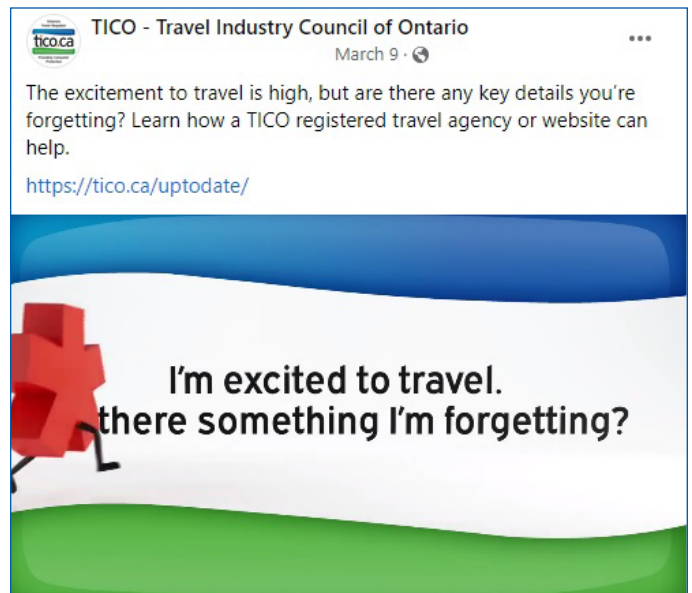 TICO - Travel Industry Council of Ontario
March 9 ·
tico.ca
The excitement to travel is high, but are there any key details you're
forgetting? Learn how a TICO registered travel agency or website can
help.
https://tico.ca/uptodate/
I'm excited to travel.
there something I'm forgetting?